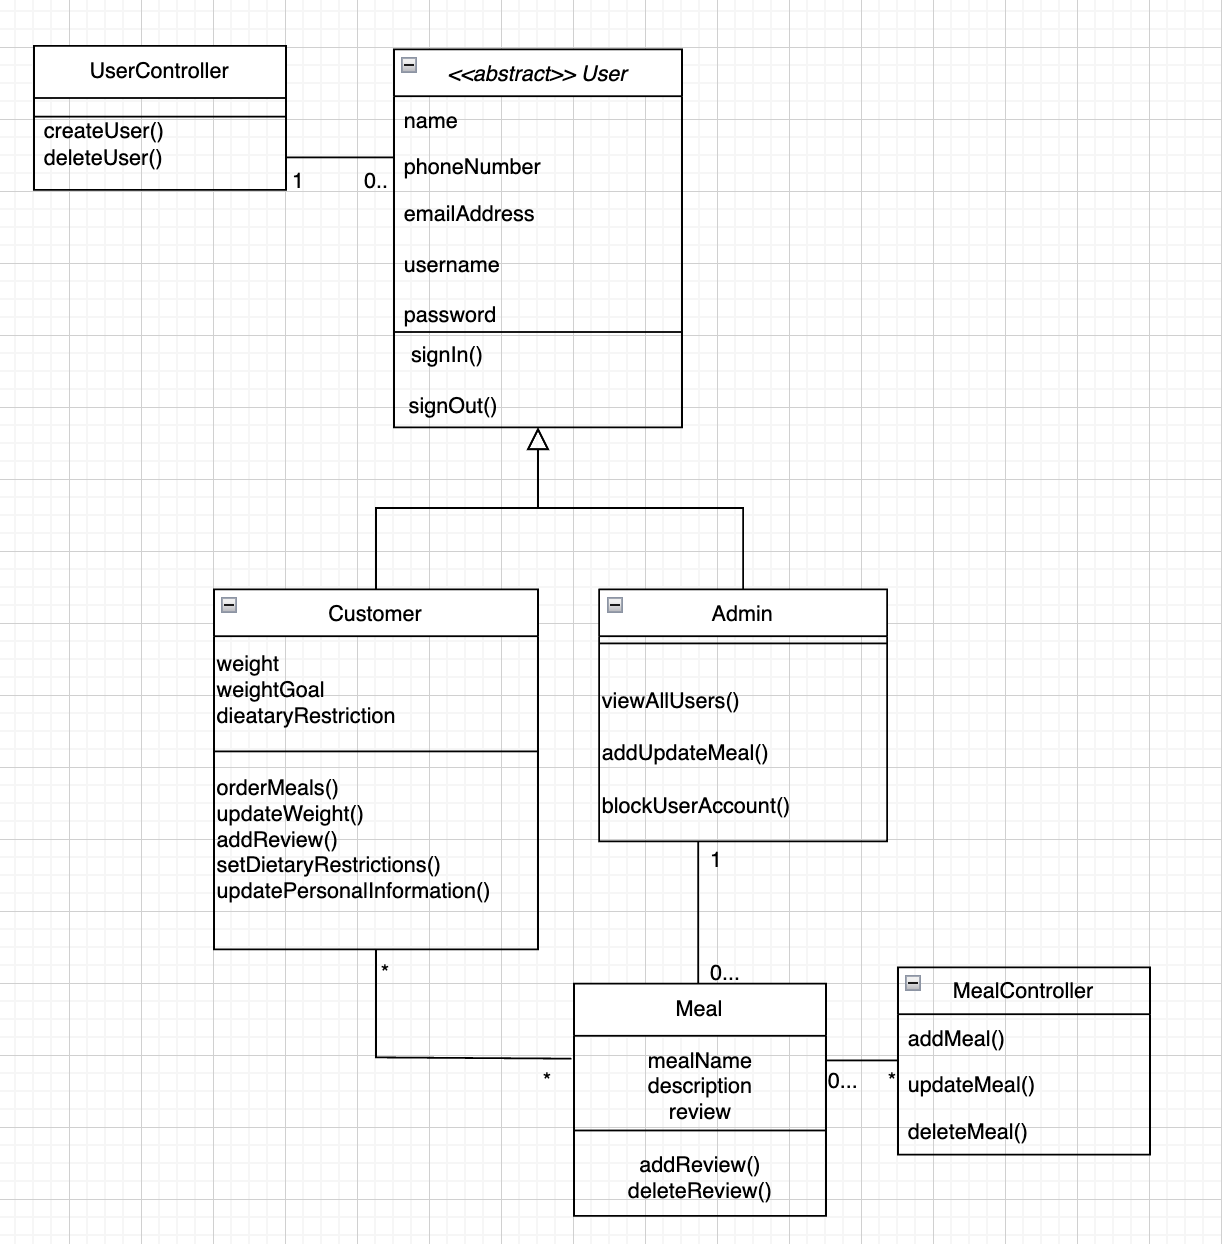 UserController
createUser()
deleteUser()
1
0..
<<abstract>> User
name
phoneNumber
emailAddress
username
password
signIn()
signOut()
Customer
weight
weightGoal
dieataryRestriction
orderMeals()
updateWeight()
addReview()
setDietaryRestrictions()
updatePersonalInformation()
*
*
Admin
viewAllUsers()
addUpdateMeal()
blockUserAccount()
1
0...
Meal
mealName
description
review
addReview()
deleteReview()
0...
*
MealController
addMeal()
updateMeal()
deleteMeal()